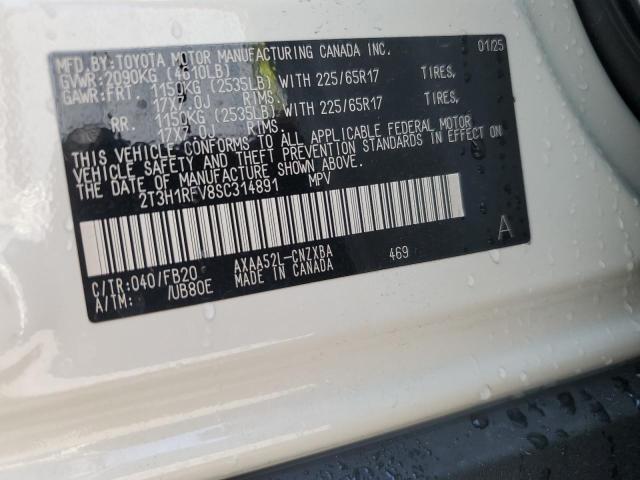 MFD.BY:TOYOTA MOTOR MANUFACTURING CANADA INC. 01/25
GVWR:2090KG (4610LB)
GAWR:FRT. 1150KG (2535LB) WITH 225/65R17 TIRES,
17X7.0J RIMS,
RR. 1150KG (2535LB) WITH 225/65R17 TIRES,
17X7.0J RIMS.
THIS VEHICLE CONFORMS TO ALL APPLICABLE FEDERAL MOTOR
VEHICLE SAFETY AND THEFT PREVENTION STANDARDS IN EFFECT ON
THE DATE OF MANUFACTURE SHOWN ABOVE.
2T3H1RFV8SC314891 MPV
C/TR:040/FB20 AXAA52L-CNZXBA 469 A
A/TM: /UB80E MADE IN CANADA